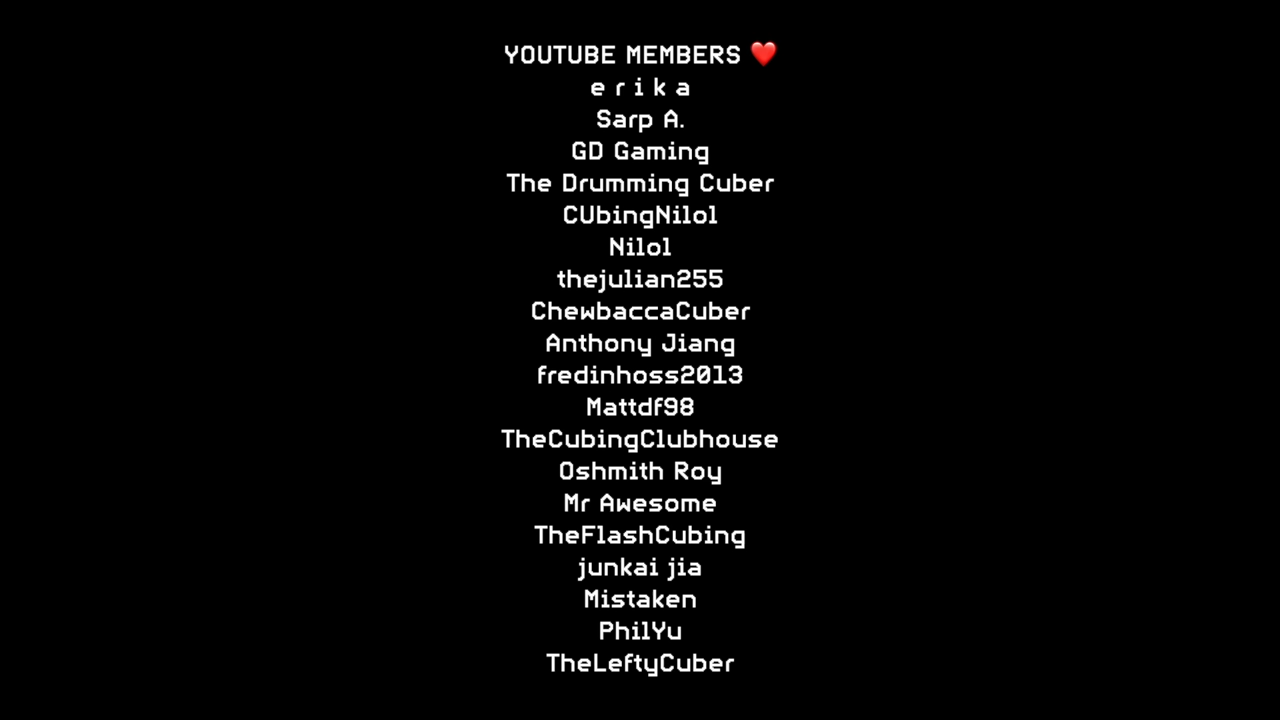 YOUTUBE MEMBERS ❤️
e r i k a
Sarp A.
GD Gaming
The Drumming Cuber
CUbingNilol
Nilol
thejulian255
ChewbaccaCuber
Anthony Jiang
fredinhoss2013
Mattdf98
TheCubingClubhouse
Oshmith Roy
Mr Awesome
TheFlashCubing
junkai jia
Mistaken
PhilYu
TheLeftyCuber